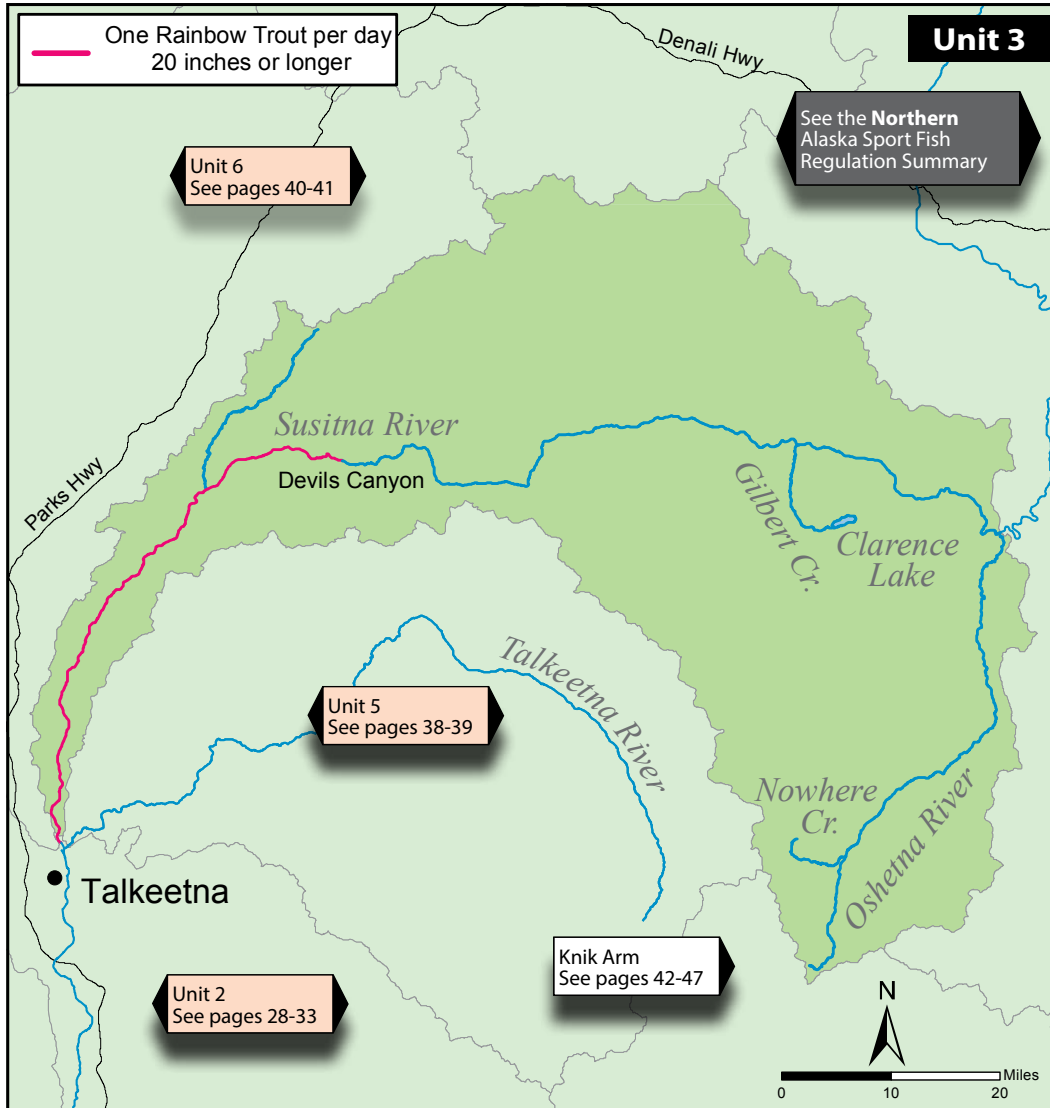 One Rainbow Trout per day
20 inches or longer
Denali Hwy
Unit 3
See the Northern
Alaska Sport Fish
Regulation Summary
Unit 6
See pages 40-41
Parks Hwy
Susitna River
Devils Canyon
Gilbert Cr.
Clarence
Lake
Talkeetna River
Unit 5
See pages 38-39
Nowhere
Cr.
Oshetna River
Talkeetna
Knik Arm
See pages 42-47
Unit 2
See pages 28-33
N
Miles
0 10 20